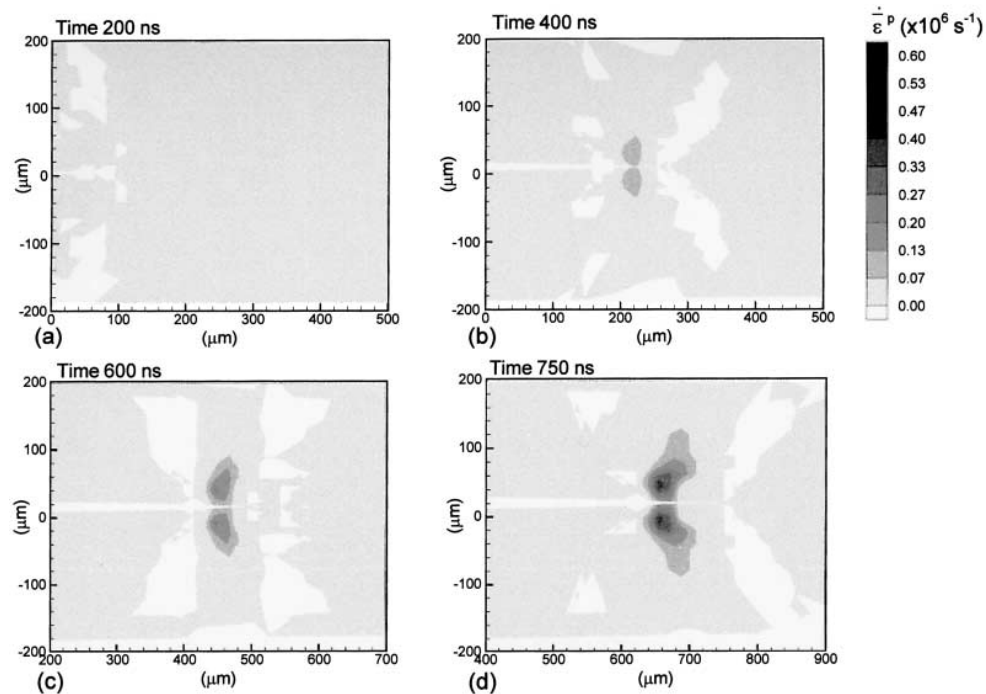 Time 200 ns
200
100
0
-100
-200
(μm)
0 100 200 300 400 500
(μm)
(a)
Time 400 ns
200
100
0
-100
-200
(μm)
0 100 200 300 400 500
(μm)
(b)
ε̇̄ᵖ (x10⁶ s⁻¹)
0.60
0.53
0.47
0.40
0.33
0.27
0.20
0.13
0.07
0.00
Time 600 ns
200
100
0
-100
-200
(μm)
200 300 400 500 600 700
(μm)
(c)
Time 750 ns
200
100
0
-100
-200
(μm)
400 500 600 700 800 900
(μm)
(d)